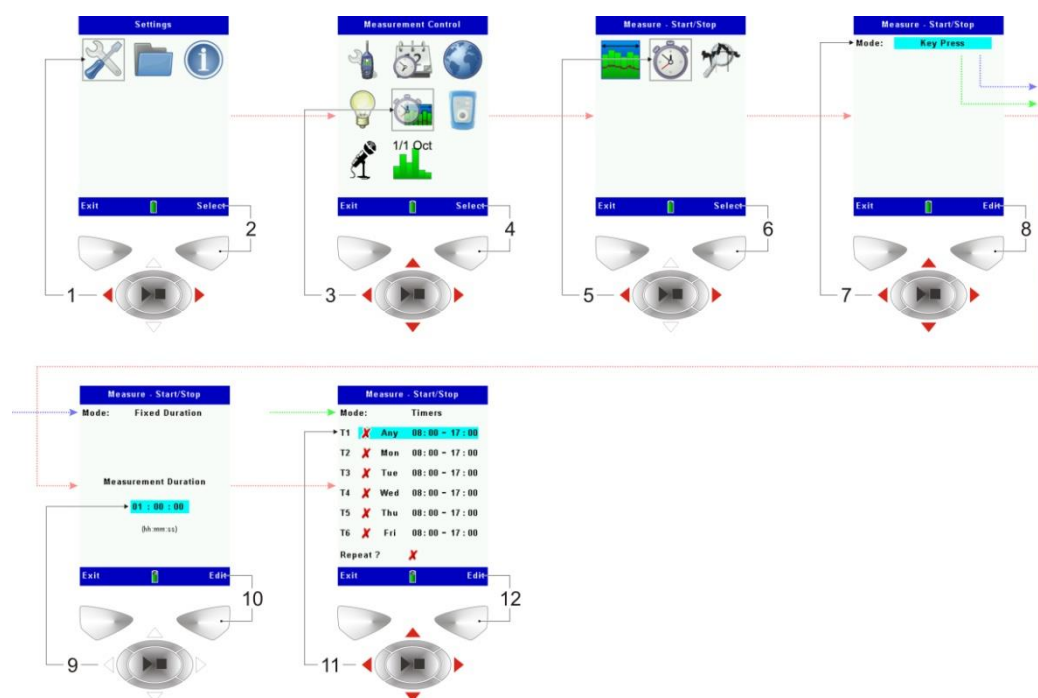 Settings
Exit Select
1
2
Measurement Control
2
1/1 Oct
Exit Select
3
4
Measure - Start/Stop
Exit Select
5
6
Measure - Start/Stop
Mode: Key Press
Exit Edit
7
8
Measure - Start/Stop
Mode: Fixed Duration
Measurement Duration
01 : 00 : 00
(hh:mm:ss)
Exit Edit
9
10
Measure - Start/Stop
Mode: Timers
T1 ✗ Any 08:00 - 17:00
T2 ✗ Mon 08:00 - 17:00
T3 ✗ Tue 08:00 - 17:00
T4 ✗ Wed 08:00 - 17:00
T5 ✗ Thu 08:00 - 17:00
T6 ✗ Fri 08:00 - 17:00
Repeat ? ✗
Exit Edit
11
12